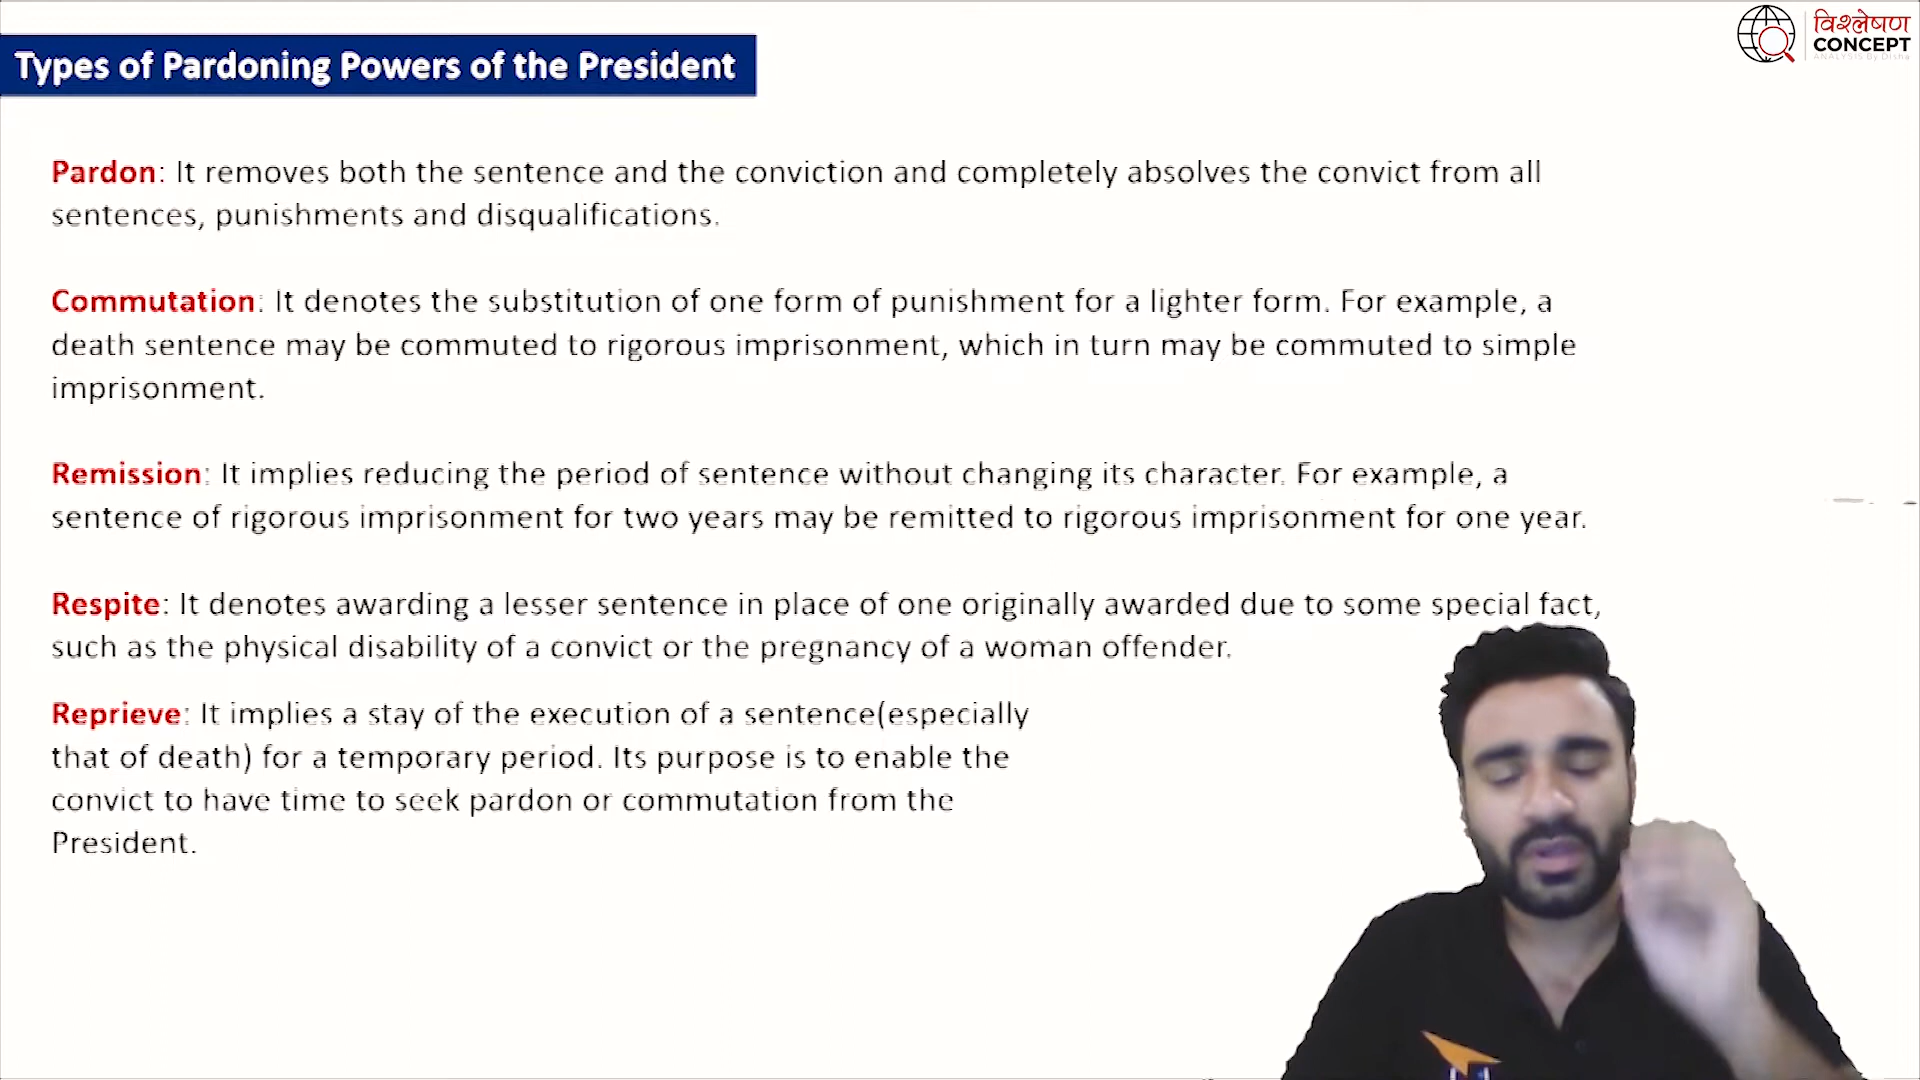 विश्लेषण
CONCEPT
Types of Pardoning Powers of the President
Pardon: It removes both the sentence and the conviction and completely absolves the convict from all
sentences, punishments and disqualifications.
Commutation: It denotes the substitution of one form of punishment for a lighter form. For example, a
death sentence may be commuted to rigorous imprisonment, which in turn may be commuted to simple
imprisonment.
Remission: It implies reducing the period of sentence without changing its character. For example, a
sentence of rigorous imprisonment for two years may be remitted to rigorous imprisonment for one year.
Respite: It denotes awarding a lesser sentence in place of one originally awarded due to some special fact,
such as the physical disability of a convict or the pregnancy of a woman offender.
Reprieve: It implies a stay of the execution of a sentence(especially
that of death) for a temporary period. Its purpose is to enable the
convict to have time to seek pardon or commutation from the
President.